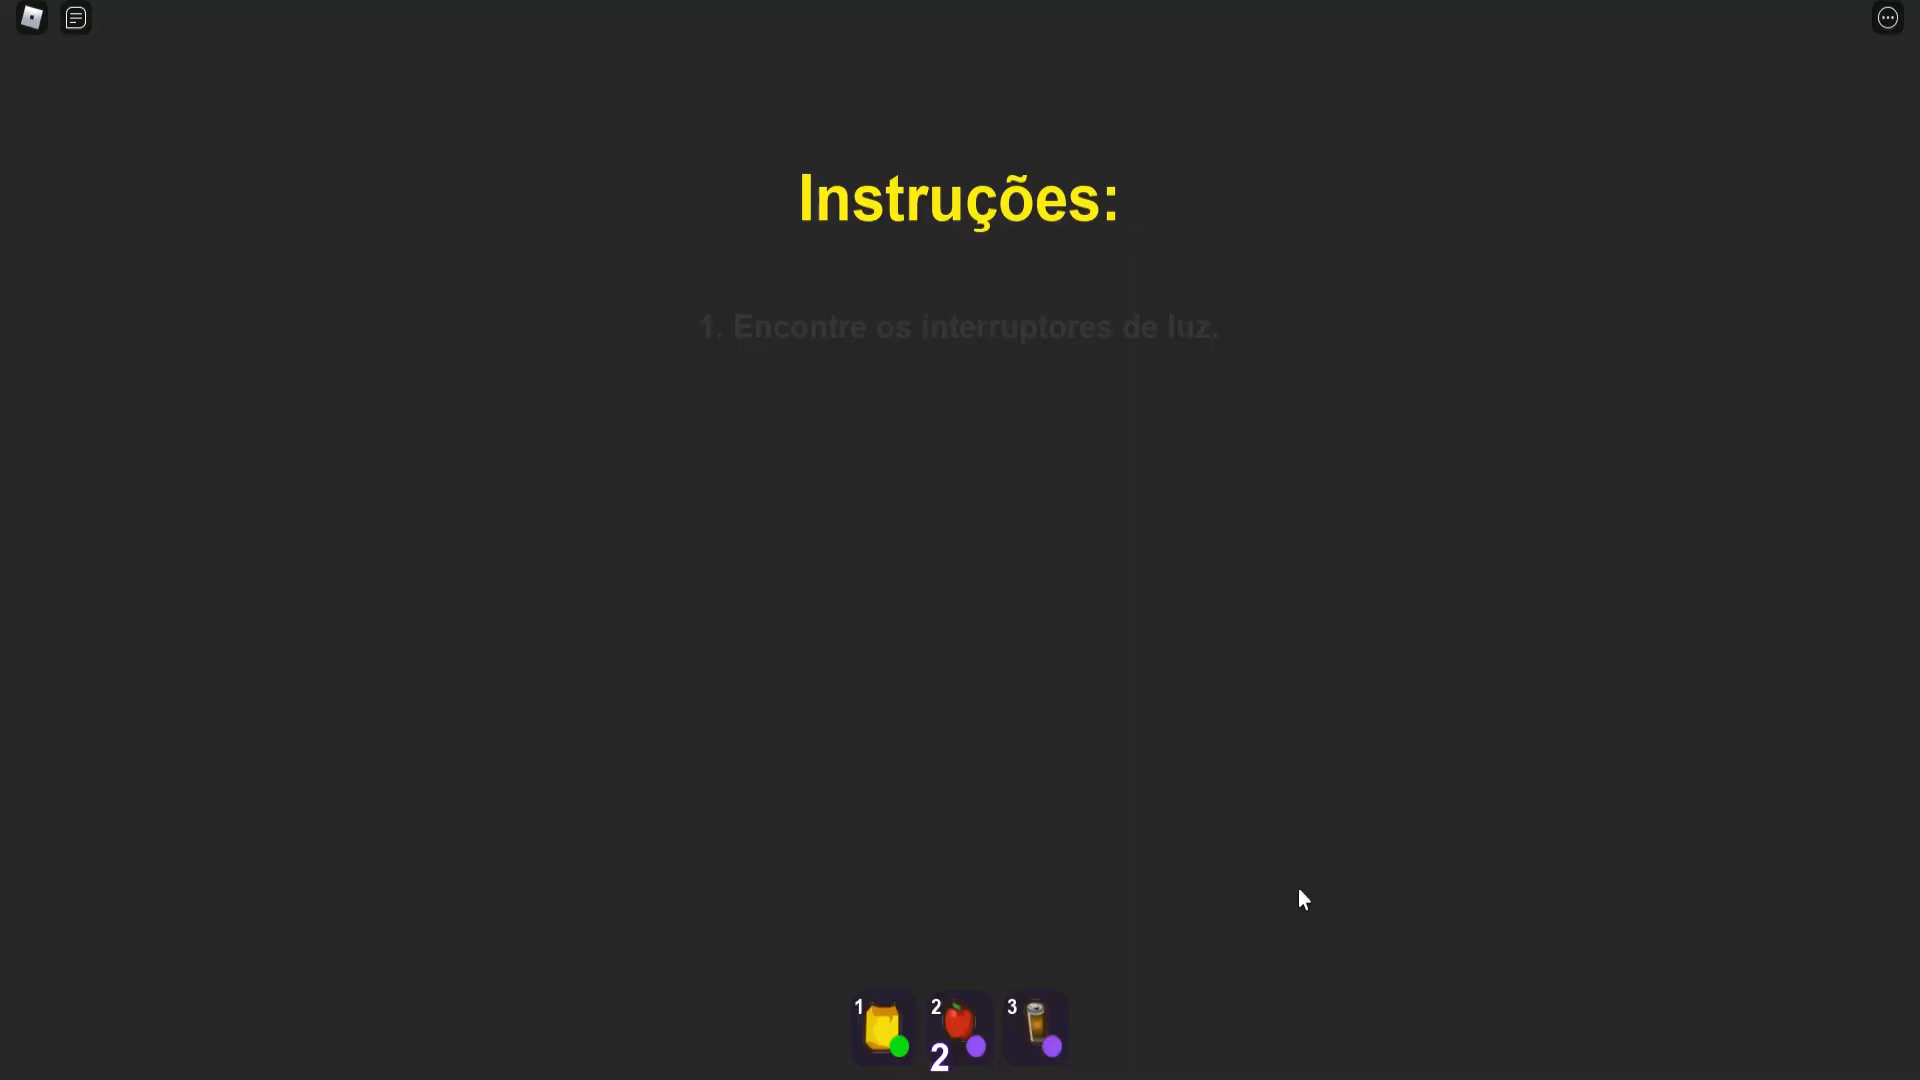 Instruções:
1. Encontre os interruptores de luz.
1
2
3
2